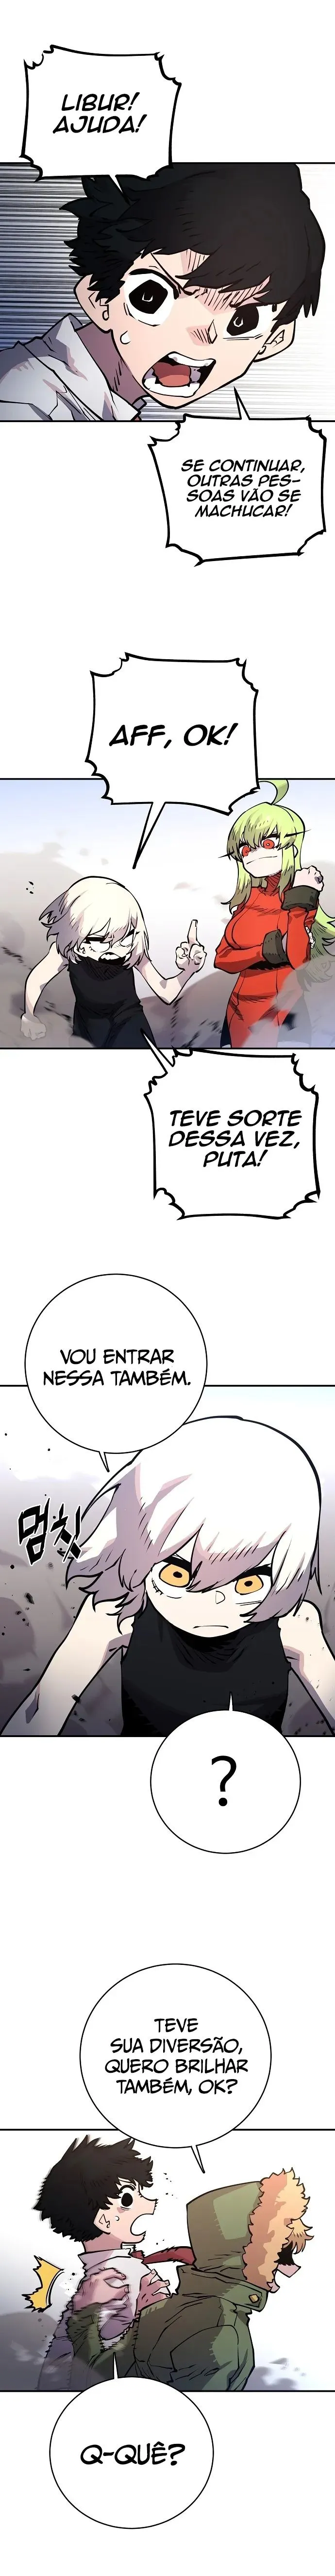 LIBUR!
AJUDA!
SE CONTINUAR,
OUTRAS PES-
SOAS VÃO SE
MACHUCAR!
AFF, OK!
TEVE SORTE
DESSA VEZ,
PUTA!
VOU ENTRAR
NESSA TAMBÉM.
멈칫
?
TEVE
SUA DIVERSÃO,
QUERO BRILHAR
TAMBÉM, OK?
Q-QUÊ?